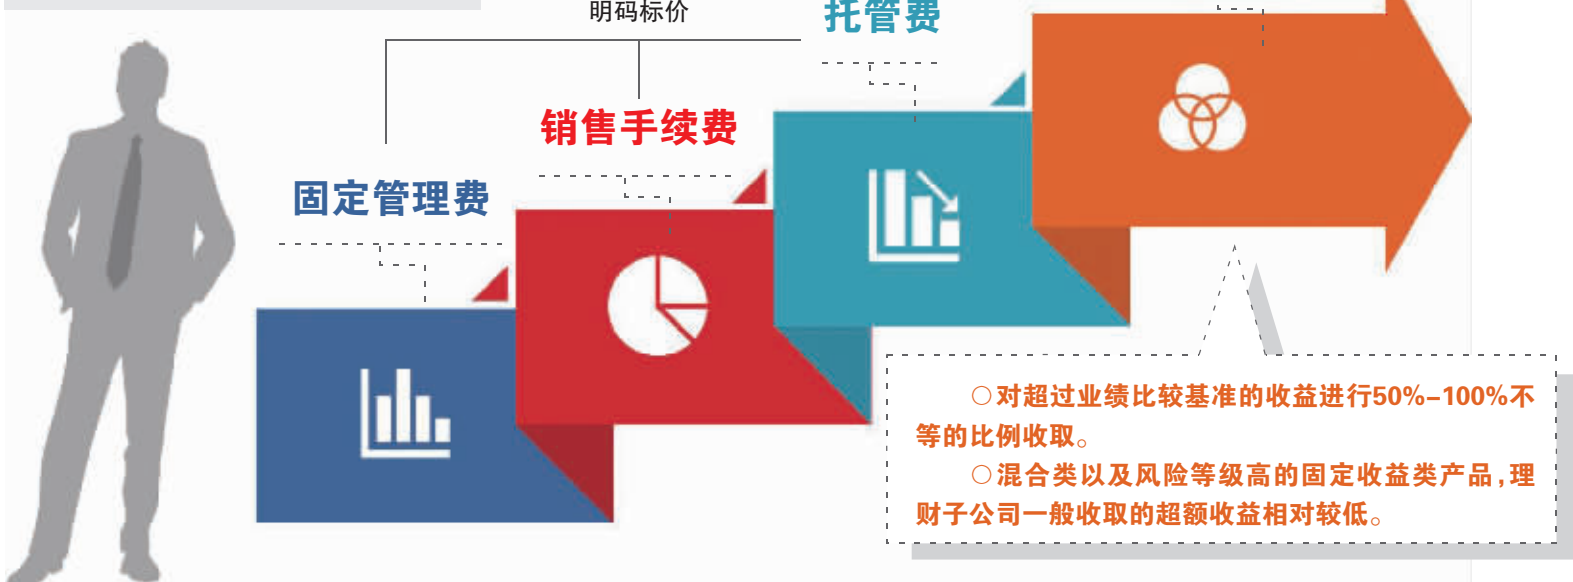 明码标价
托管费
销售手续费
固定管理费
○对超过业绩比较基准的收益进行50%–100%不
等的比例收取。
○混合类以及风险等级高的固定收益类产品,理
财子公司一般收取的超额收益相对较低。